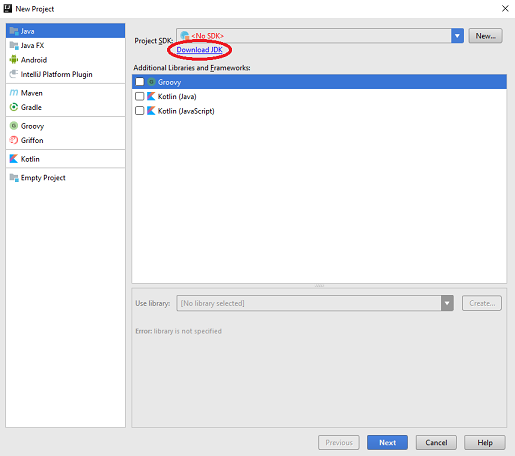 New Project
Java
Java FX
Android
IntelliJ Platform Plugin
Maven
Gradle
Groovy
Griffon
Kotlin
Empty Project
Project SDK: <No SDK> New...
Download JDK
Additional Libraries and Frameworks:
Groovy
Kotlin (Java)
Kotlin (JavaScript)
Use library: [No library selected] Create...
Error: library is not specified
Previous Next Cancel Help